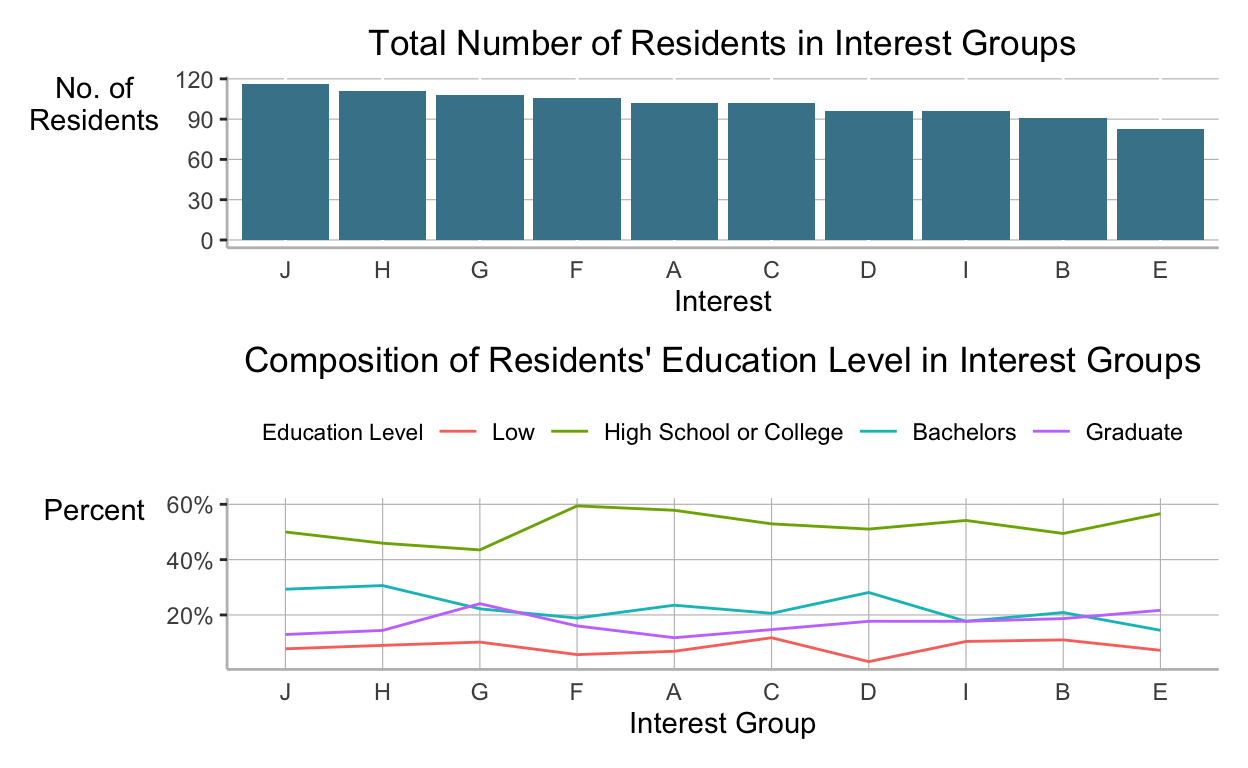 Total Number of Residents in Interest Groups
No. of
Residents
120
90
60
30
0
J H G F A C D I B E
Interest
Composition of Residents' Education Level in Interest Groups
Education Level Low High School or College Bachelors Graduate
Percent
60%
40%
20%
J H G F A C D I B E
Interest Group